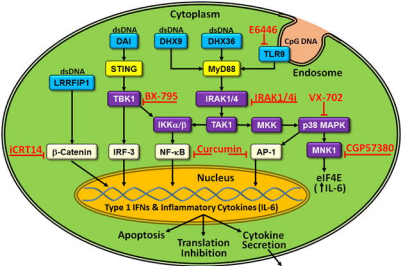 Cytoplasm
E6446
dsDNA
DAI
dsDNA
DHX9
dsDNA
DHX36
TLR9
CpG DNA
dsDNA
LRRFIP1
STING
MyD88
Endosome
TBK1
BX-795
IRAK1/4
IRAK1/4i
VX-702
IKKα/β
TAK1
MKK
p38 MAPK
iCRT14
β-Catenin
IRF-3
NF-κB
Curcumin
AP-1
MNK1
CGP57380
Nucleus
eIF4E
(↑IL-6)
Type 1 IFNs & Inflammatory Cytokines (IL-6)
Apoptosis
Translation
Inhibition
Cytokine
Secretion